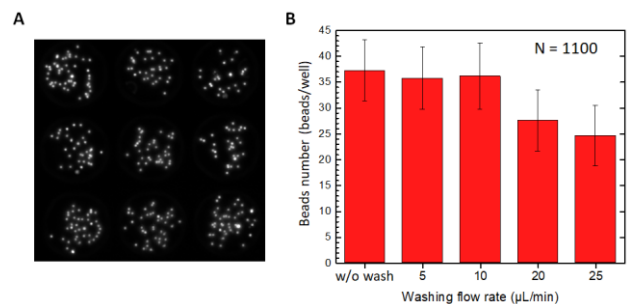 A
B
N = 1100
Beads number (beads/well)
45
40
35
30
25
20
15
10
5
0
w/o wash 5 10 20 25
Washing flow rate (µL/min)